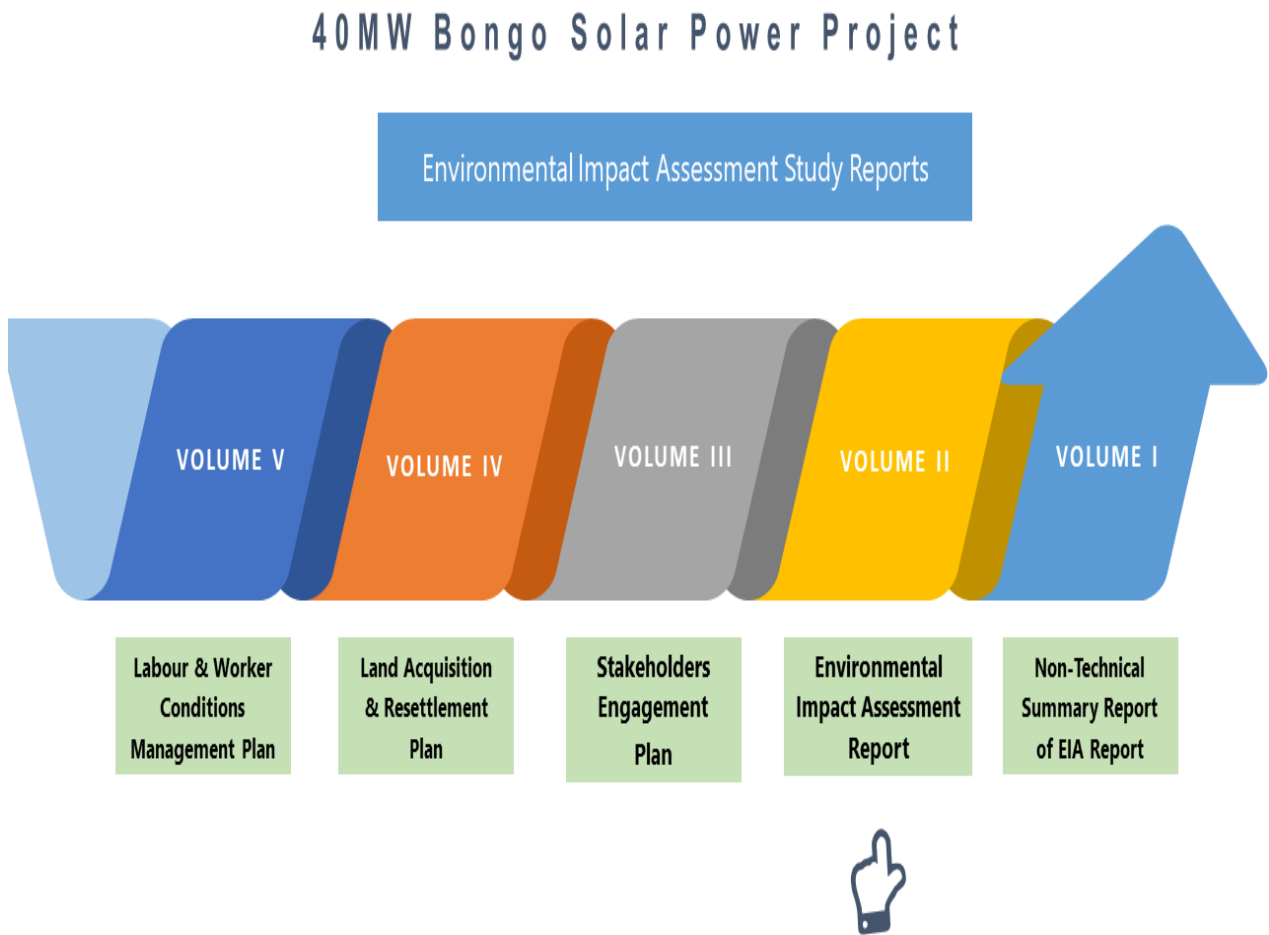 40MW Bongo Solar Power Project
Environmental Impact Assessment Study Reports
VOLUME V
VOLUME IV
VOLUME III
VOLUME II
VOLUME I
Labour & Worker
Conditions
Management Plan
Land Acquisition
& Resettlement
Plan
Stakeholders
Engagement
Plan
Environmental
Impact Assessment
Report
Non-Technical
Summary Report
of EIA Report